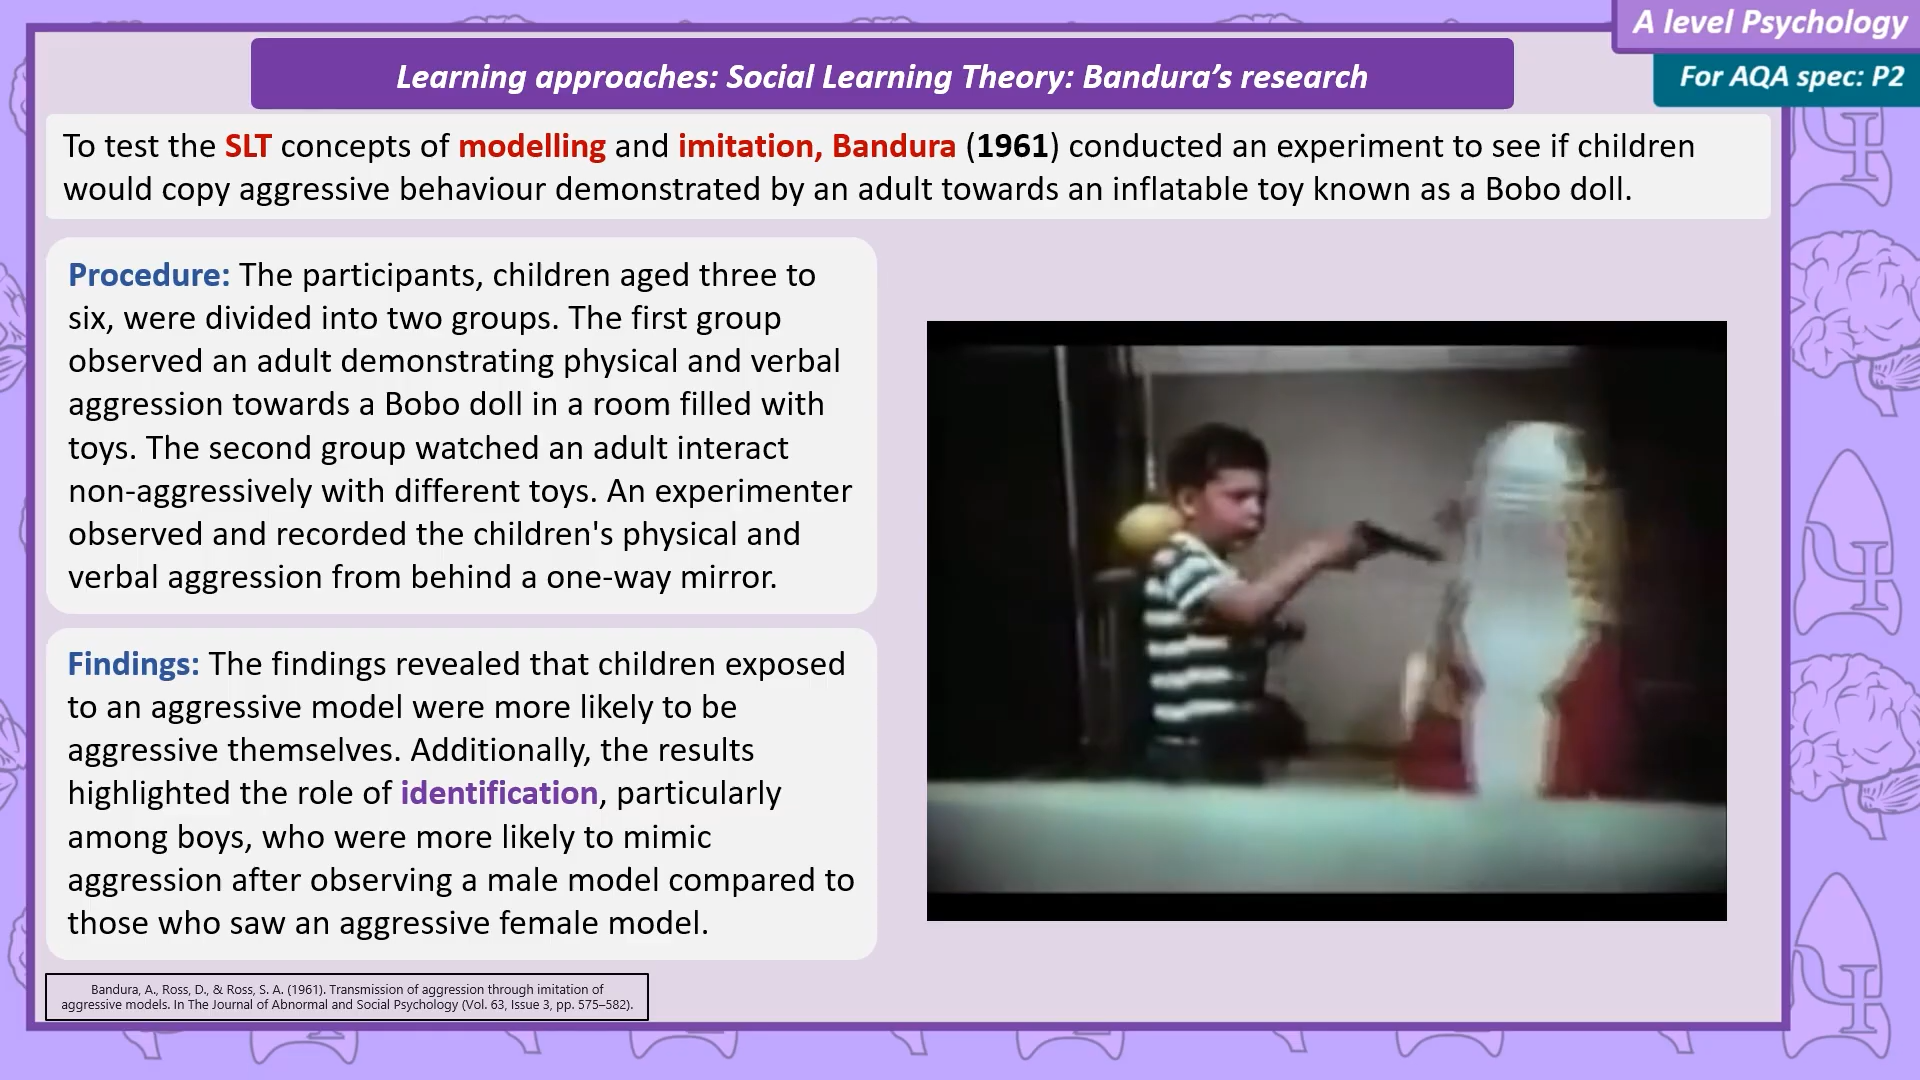 A level Psychology
For AQA spec: P2
Learning approaches: Social Learning Theory: Bandura’s research
To test the SLT concepts of modelling and imitation, Bandura (1961) conducted an experiment to see if children
would copy aggressive behaviour demonstrated by an adult towards an inflatable toy known as a Bobo doll.
Procedure: The participants, children aged three to
six, were divided into two groups. The first group
observed an adult demonstrating physical and verbal
aggression towards a Bobo doll in a room filled with
toys. The second group watched an adult interact
non-aggressively with different toys. An experimenter
observed and recorded the children's physical and
verbal aggression from behind a one-way mirror.
Findings: The findings revealed that children exposed
to an aggressive model were more likely to be
aggressive themselves. Additionally, the results
highlighted the role of identification, particularly
among boys, who were more likely to mimic
aggression after observing a male model compared to
those who saw an aggressive female model.
Bandura, A., Ross, D., & Ross, S. A. (1961). Transmission of aggression through imitation of
aggressive models. In The Journal of Abnormal and Social Psychology (Vol. 63, Issue 3, pp. 575–582).